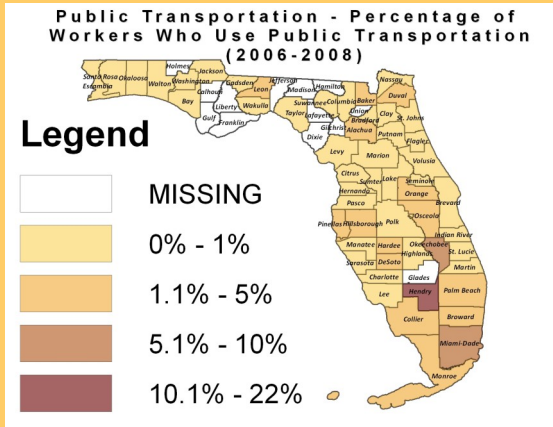 Public Transportation - Percentage of
Workers Who Use Public Transportation
(2006-2008)
Holmes
Jackson
Santa Rosa Okaloosa Walton Washington
Escambia
Bay
Calhoun
Gulf
Liberty
Franklin
Gadsden
Leon
Wakulla
Jefferson
Madison
Hamilton
Taylor
Suwannee
Lafayette
Columbia
Baker
Nassau
Duval
Union
Bradford
Clay
St. Johns
Dixie
Gilchrist
Alachua
Putnam
Flagler
Levy
Marion
Volusia
Citrus
Sumter
Lake
Seminole
Hernando
Orange
Pasco
Brevard
Osceola
Pinellas
Hillsborough
Polk
Indian River
Manatee
Hardee
Okeechobee
Highlands
St. Lucie
Sarasota
DeSoto
Martin
Charlotte
Glades
Lee
Hendry
Palm Beach
Collier
Broward
Miami-Dade
Monroe
Legend
MISSING
0% - 1%
1.1% - 5%
5.1% - 10%
10.1% - 22%